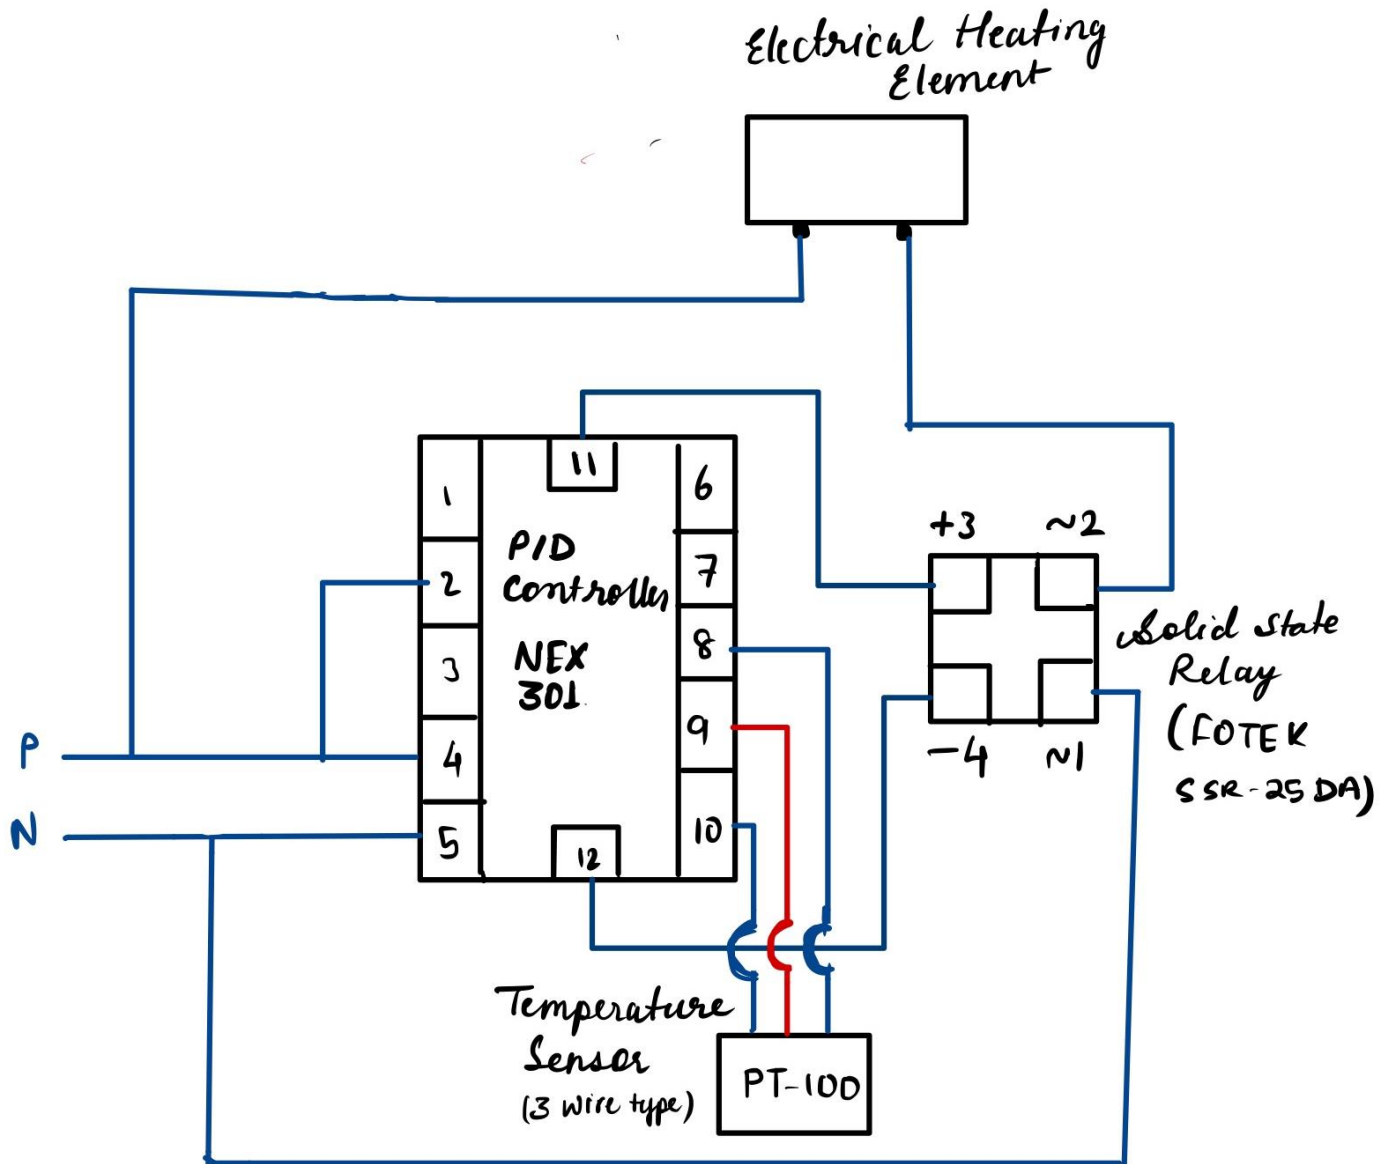 Electrical Heating
Element
11
1
2
3
4
5
6
7
8
9
10
12
PID
Controller
NEX
301.
P
N
+3 ~2
-4 ~1
Solid State
Relay
(FOTEK
SSR-25 DA)
Temperature
Sensor
(3 wire type)
PT-100